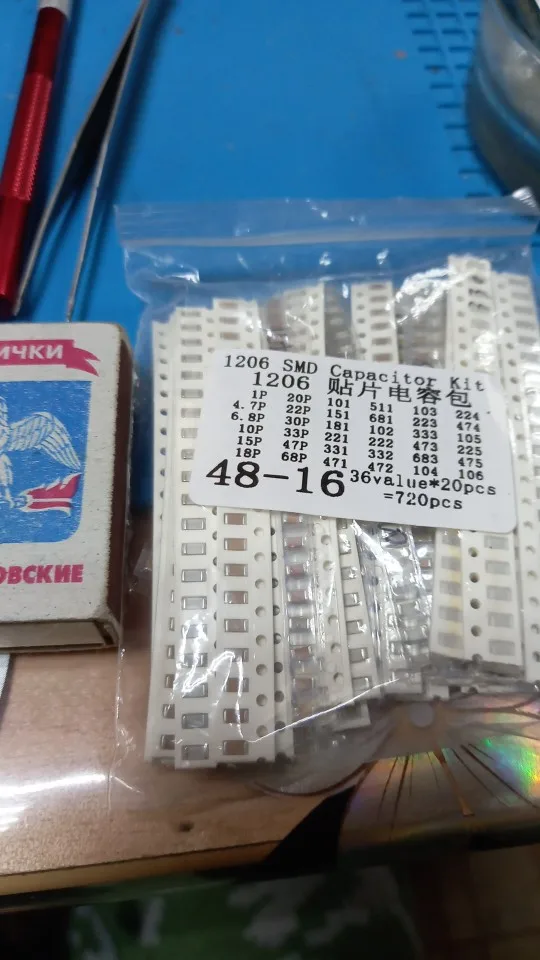 ИЧКИ
ОВСКИЕ
1206 SMD Capacitor Kit
1206 贴片电容包
1P 20P 101 511 103 224
4.7P 22P 151 681 223 474
6.8P 30P 181 102 333 105
10P 33P 221 222 473 225
15P 47P 331 332 683 475
18P 68P 471 472 104 106
48-16 36value*20pcs
=720pcs